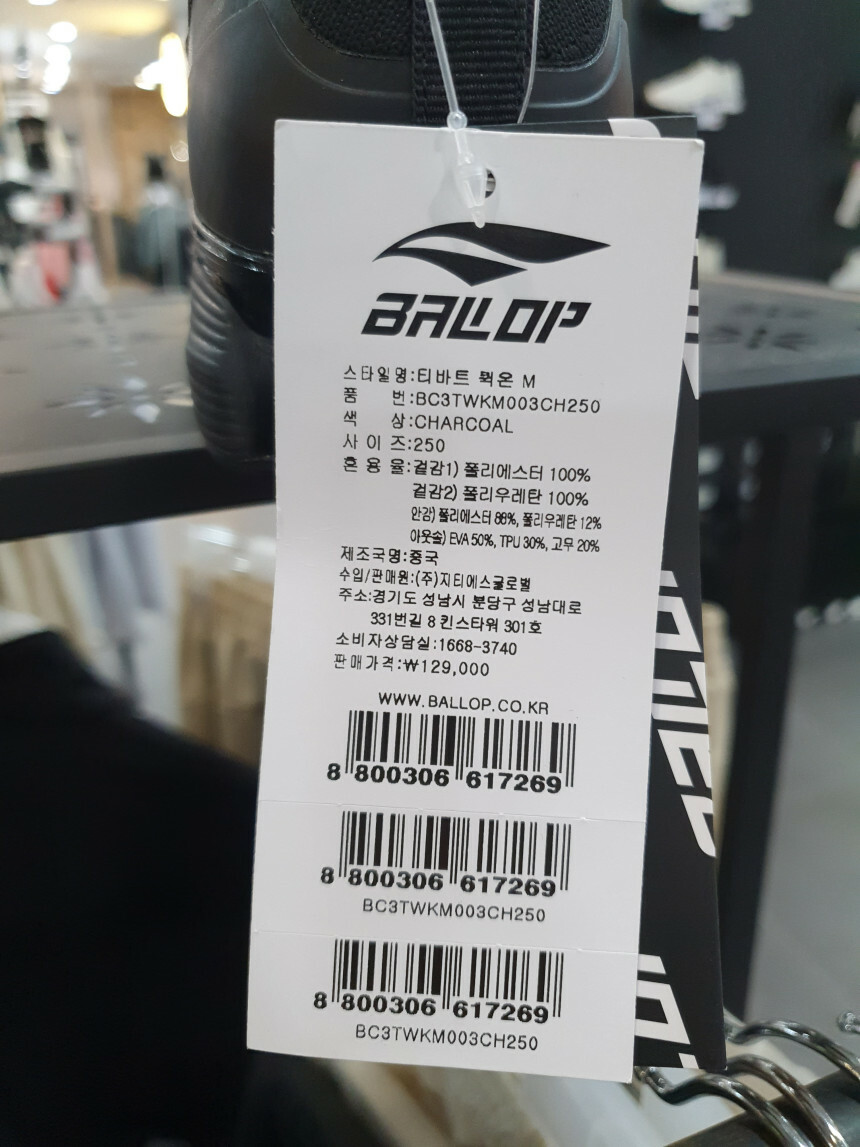 BALLOP
스타일명:티바트 퀵온 M
품 번:BC3TWKM003CH250
색 상:CHARCOAL
사 이 즈:250
혼 용 율:겉감1) 폴리에스터 100%
겉감2) 폴리우레탄 100%
안감) 폴리에스터 88%, 폴리우레탄 12%
아웃솔) EVA 50%, TPU 30%, 고무 20%
제조국명:중국
수입/판매원:(주)지티에스글로벌
주소:경기도 성남시 분당구 성남대로
331번길 8 킨스타워 301호
소비자상담실:1668-3740
판매가격:₩129,000
WWW.BALLOP.CO.KR
8 800306 617269
8 800306 617269
BC3TWKM003CH250
8 800306 617269
BC3TWKM003CH250